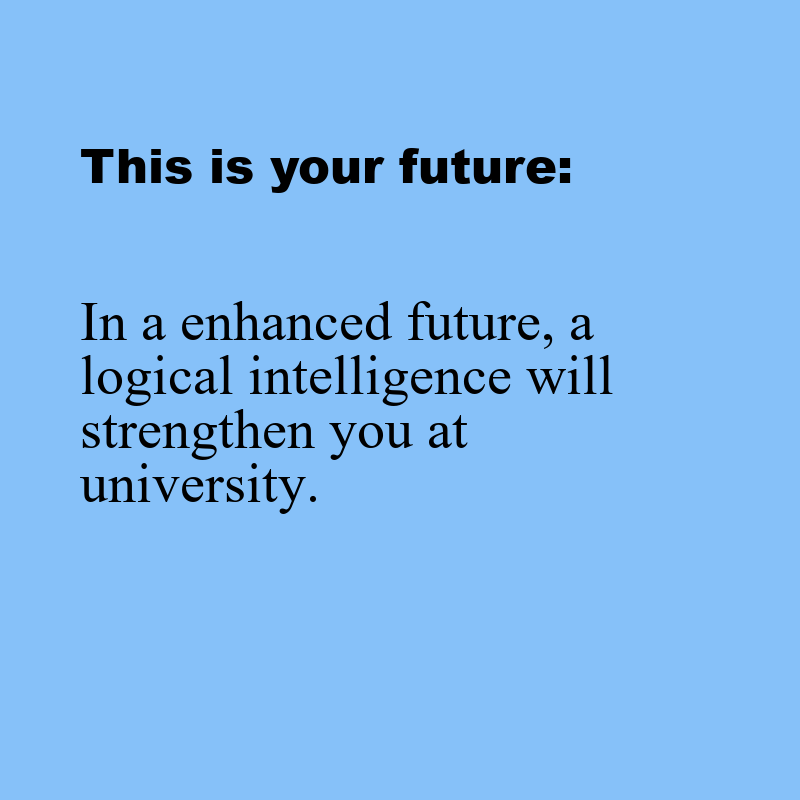 This is your future:
In a enhanced future, a
logical intelligence will
strengthen you at
university.